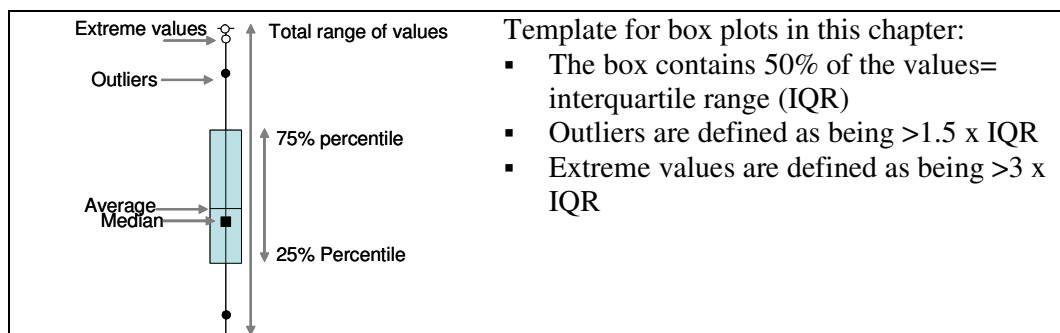 Extreme values
Total range of values
Outliers
75% percentile
Average
Median
25% Percentile
Template for box plots in this chapter:
▪ The box contains 50% of the values=
interquartile range (IQR)
▪ Outliers are defined as being >1.5 x IQR
▪ Extreme values are defined as being >3 x
IQR